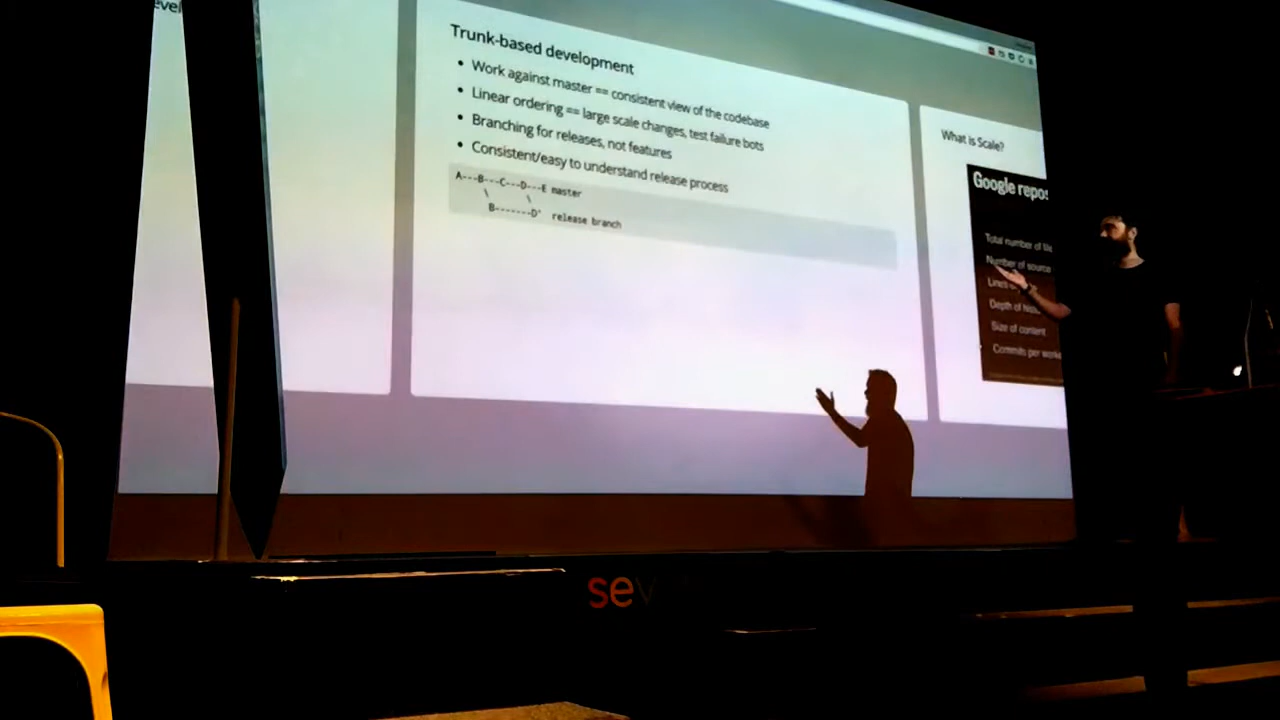 Trunk-based development
• Work against master == consistent view of the codebase
• Linear ordering == large scale changes, test failure bots
• Branching for releases, not features
• Consistent/easy to understand release process
A---B---C---D---E master
     \       \
      B-------D' release branch
What is Scale?
Google
Total number of
Number of source
Lines
Depth of
Size of content
Commits per